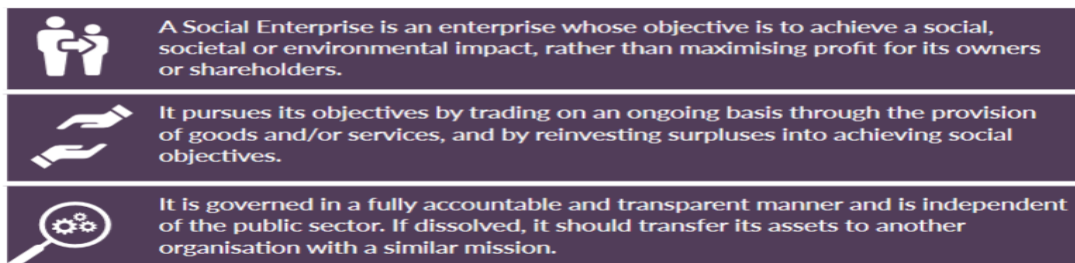 A Social Enterprise is an enterprise whose objective is to achieve a social,
societal or environmental impact, rather than maximising profit for its owners
or shareholders.
It pursues its objectives by trading on an ongoing basis through the provision
of goods and/or services, and by reinvesting surpluses into achieving social
objectives.
It is governed in a fully accountable and transparent manner and is independent
of the public sector. If dissolved, it should transfer its assets to another
organisation with a similar mission.